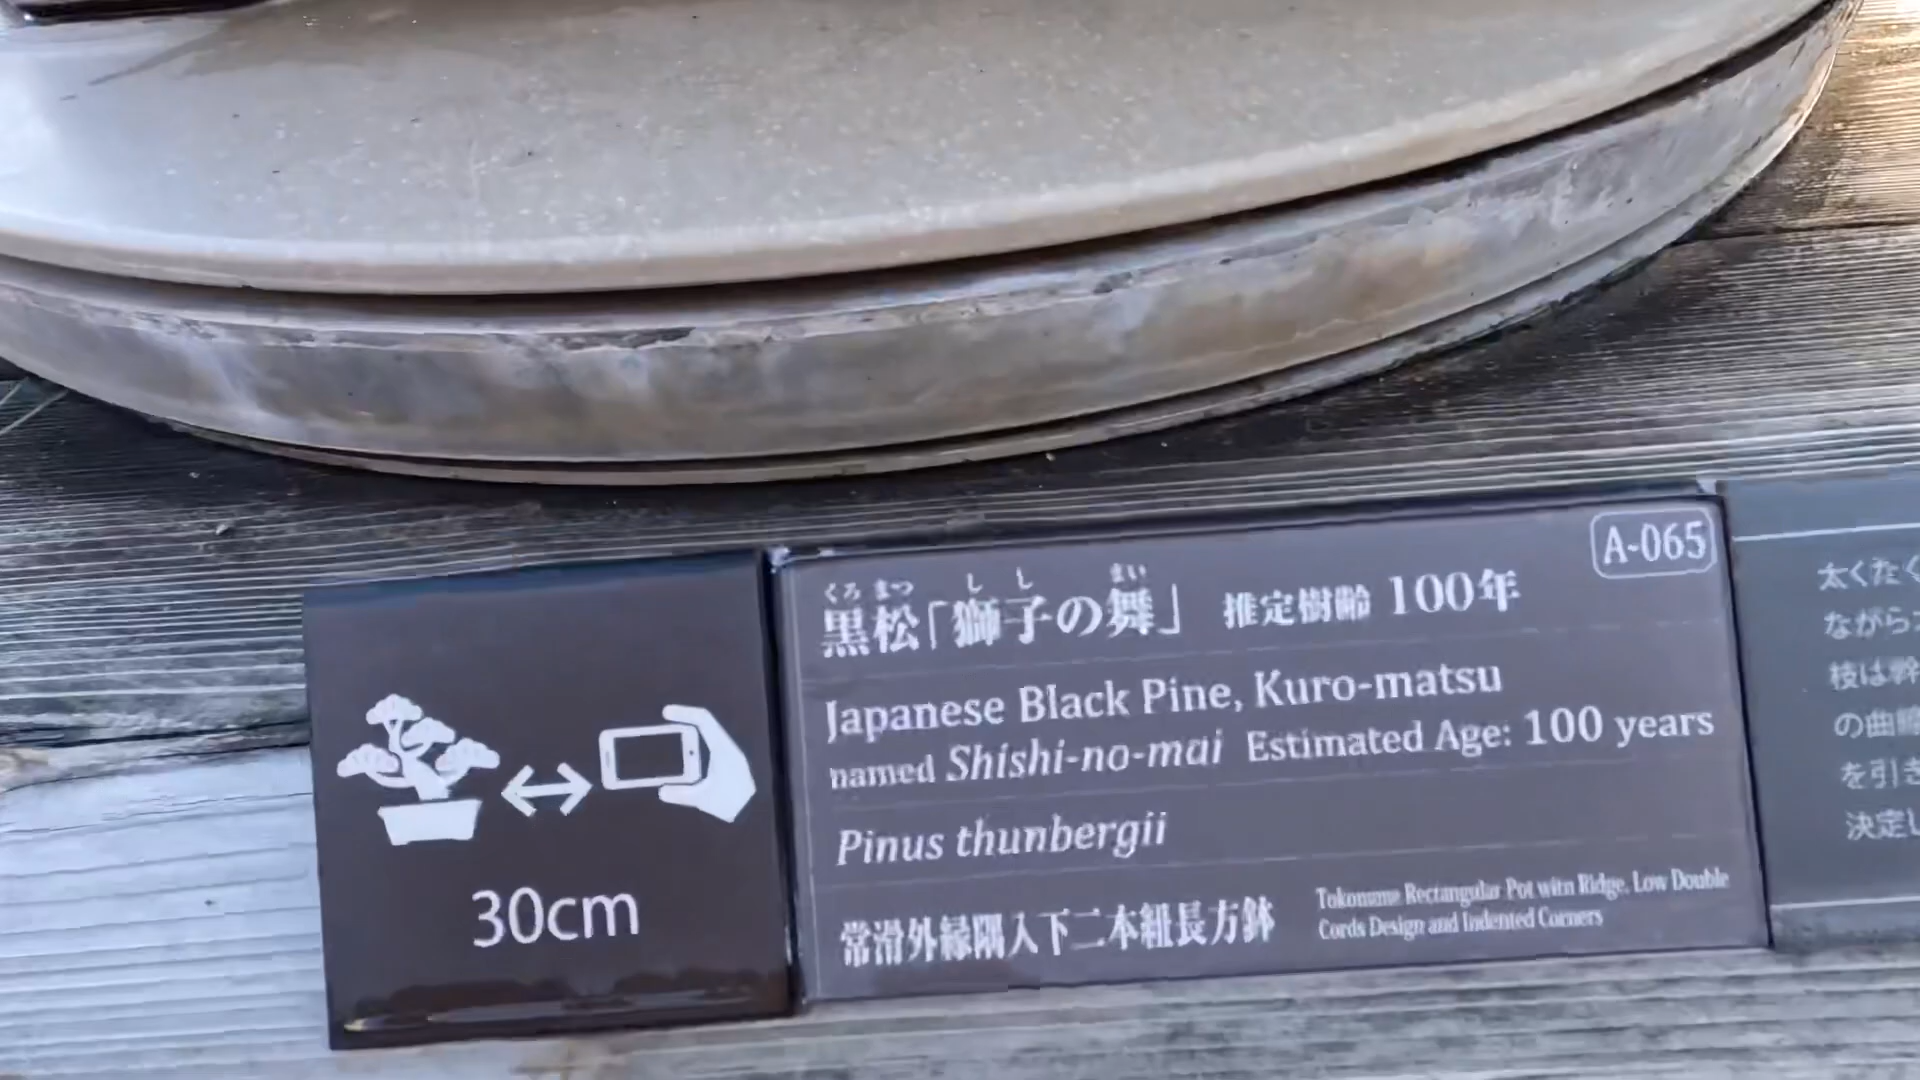 30cm
A-065
くろ まつ し し まい
黒松「獅子の舞」 推定樹齢 100年
Japanese Black Pine, Kuro-matsu
named Shishi-no-mai Estimated Age: 100 years
Pinus thunbergii
常滑外縁隅入下二本紐長方鉢
Tokoname Rectangular Pot with Ridge, Low Double
Cords Design and Indented Corners
太くたく
ながら
枝は幹
の曲線
を引き
決定し